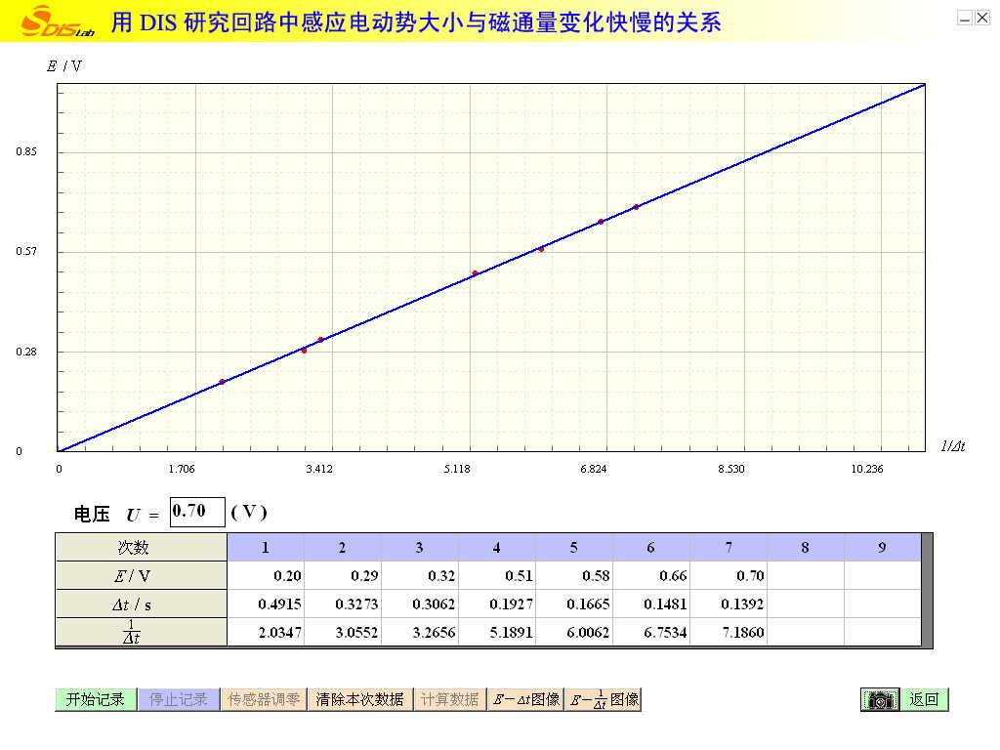 SDISLab 用 DIS 研究回路中感应电动势大小与磁通量变化快慢的关系
E / V
0.85
0.57
0.28
0
1/Δt
0 1.706 3.412 5.118 6.824 8.530 10.236
电压 U = 0.70 ( V )
次数 1 2 3 4 5 6 7 8 9
E / V 0.20 0.29 0.32 0.51 0.58 0.66 0.70
Δt / s 0.4915 0.3273 0.3062 0.1927 0.1665 0.1481 0.1392
1/Δt 2.0347 3.0552 3.2656 5.1891 6.0062 6.7534 7.1860
开始记录 停止记录 传感器调零 清除本次数据 计算数据 E－Δt图像 E－1/Δt图像 返回